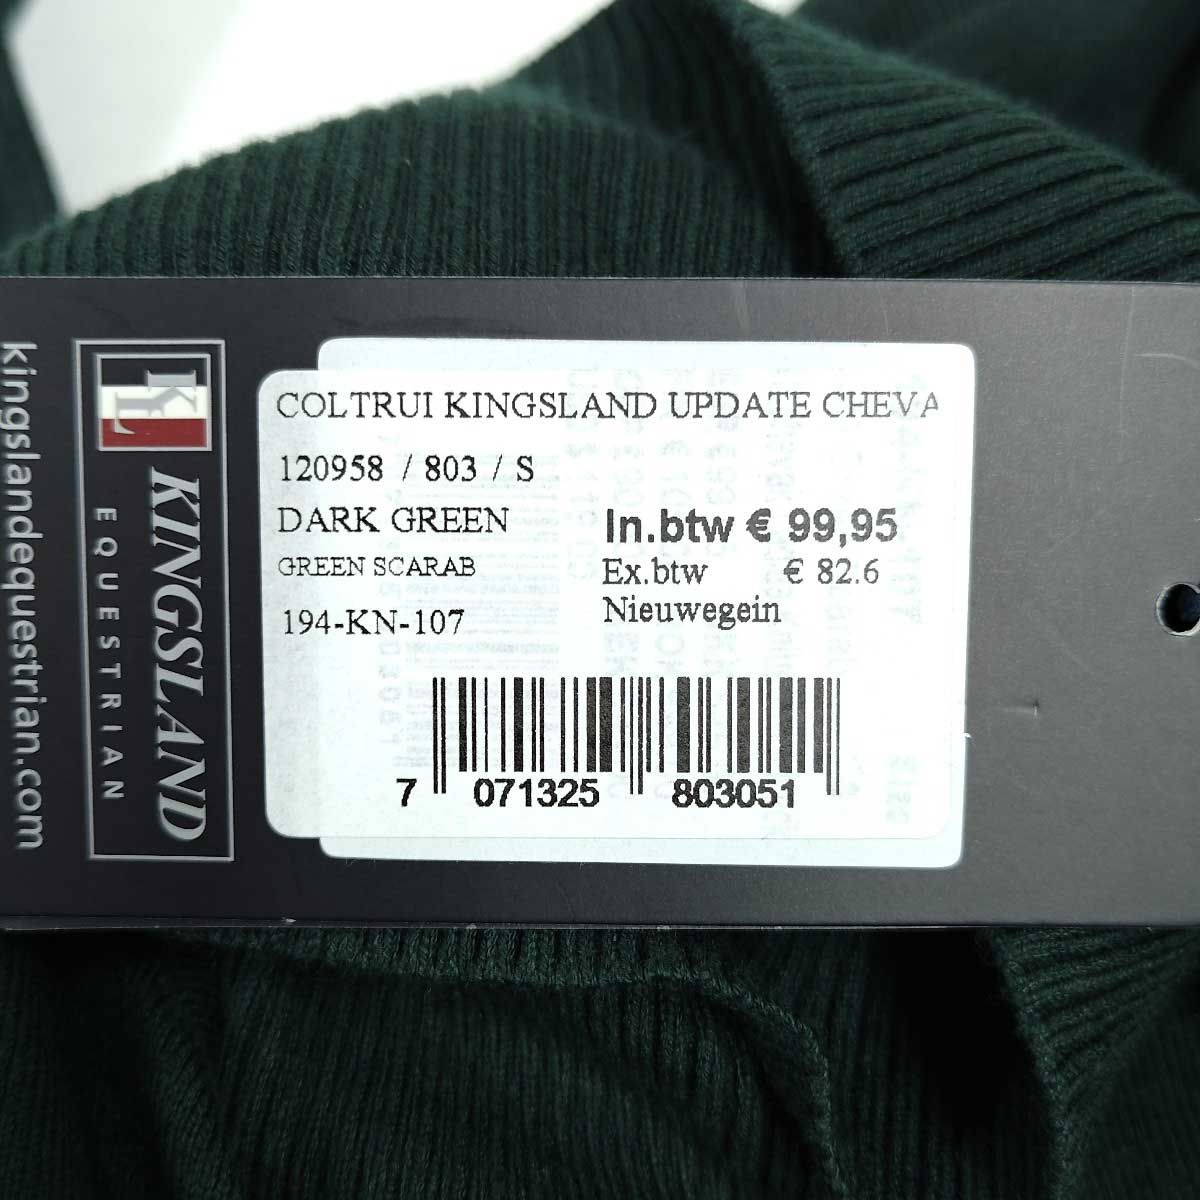 COLTRUI KINGSLAND UPDATE CHEVA
120958 / 803 / S
DARK GREEN
In.btw € 99,95
GREEN SCARAB
Ex.btw € 82.6
194-KN-107
Nieuwegein
7 071325 803051
KL
KINGSLAND
EQUESTRIAN
kingslandequestrian.com